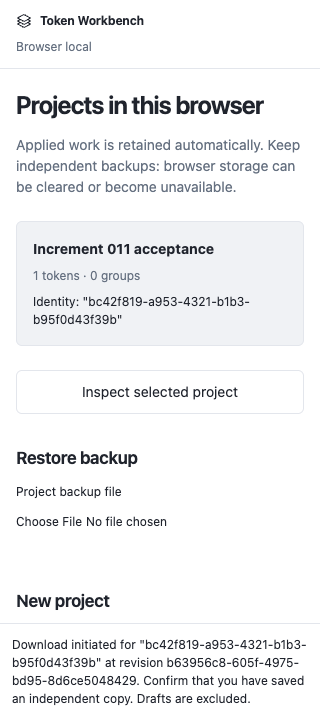 Token Workbench
Browser local
Projects in this browser
Applied work is retained automatically. Keep
independent backups: browser storage can
be cleared or become unavailable.
Increment 011 acceptance
1 tokens · 0 groups
Identity: "bc42f819-a953-4321-b1b3-
b95f0d43f39b"
Inspect selected project
Restore backup
Project backup file
Choose File No file chosen
New project
Download initiated for "bc42f819-a953-4321-b1b3-
b95f0d43f39b" at revision b63956c8-605f-4975-
bd95-8d6ce5048429. Confirm that you have saved
an independent copy. Drafts are excluded.